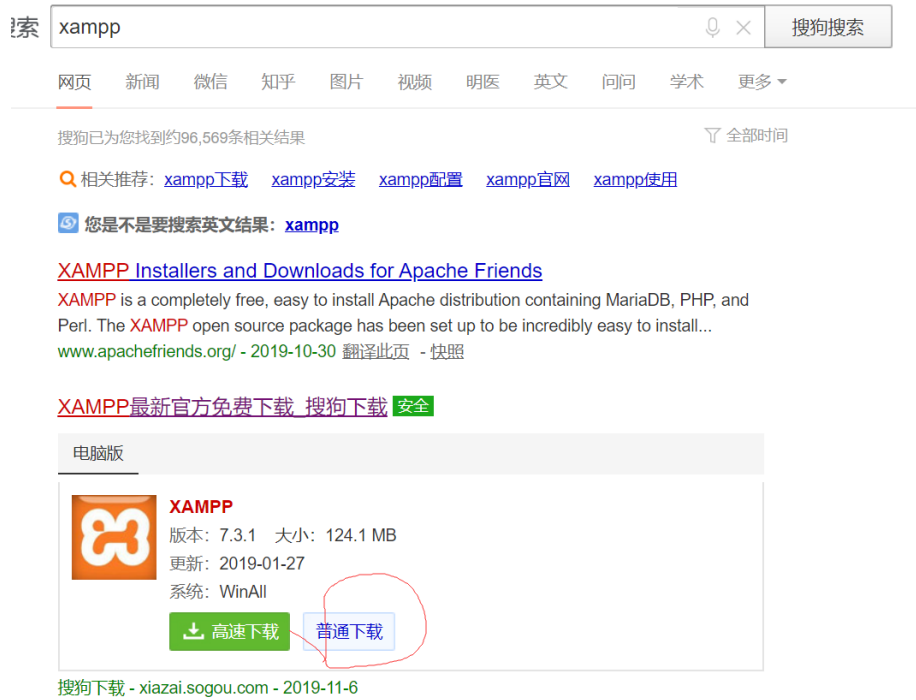 搜索 xampp 搜狗搜索
网页 新闻 微信 知乎 图片 视频 明医 英文 问问 学术 更多
搜狗已为您找到约96,569条相关结果 全部时间
相关推荐: xampp下载 xampp安装 xampp配置 xampp官网 xampp使用
您是不是要搜索英文结果: xampp
XAMPP Installers and Downloads for Apache Friends
XAMPP is a completely free, easy to install Apache distribution containing MariaDB, PHP, and
Perl. The XAMPP open source package has been set up to be incredibly easy to install...
www.apachefriends.org/ - 2019-10-30 翻译此页 - 快照
XAMPP最新官方免费下载_搜狗下载 安全
电脑版
XAMPP
版本: 7.3.1 大小: 124.1 MB
更新: 2019-01-27
系统: WinAll
高速下载 普通下载
搜狗下载 - xiazai.sogou.com - 2019-11-6